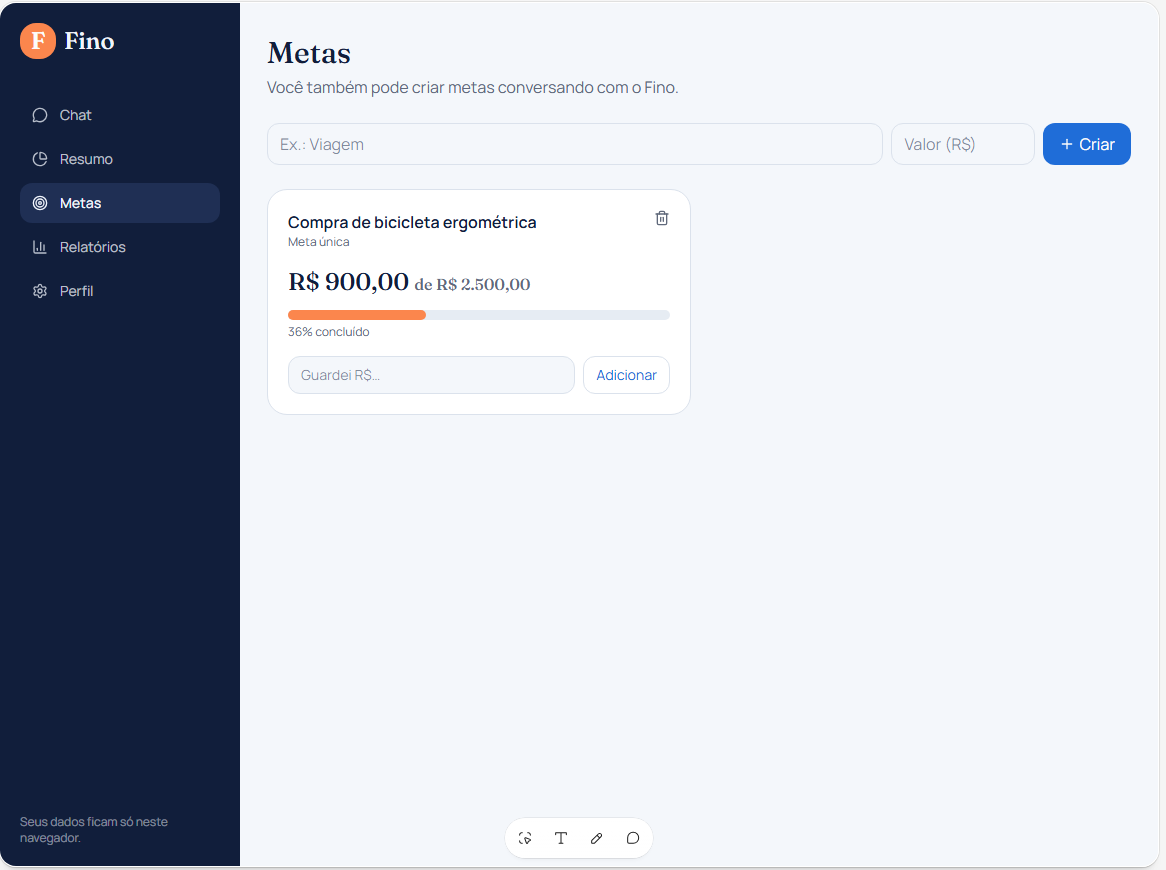 F Fino
Chat
Resumo
Metas
Relatórios
Perfil
Seus dados ficam só neste
navegador.
Metas
Você também pode criar metas conversando com o Fino.
Ex.: Viagem
Valor (R$)
+ Criar
Compra de bicicleta ergométrica
Meta única
R$ 900,00 de R$ 2.500,00
36% concluído
Guardei R$...
Adicionar
T